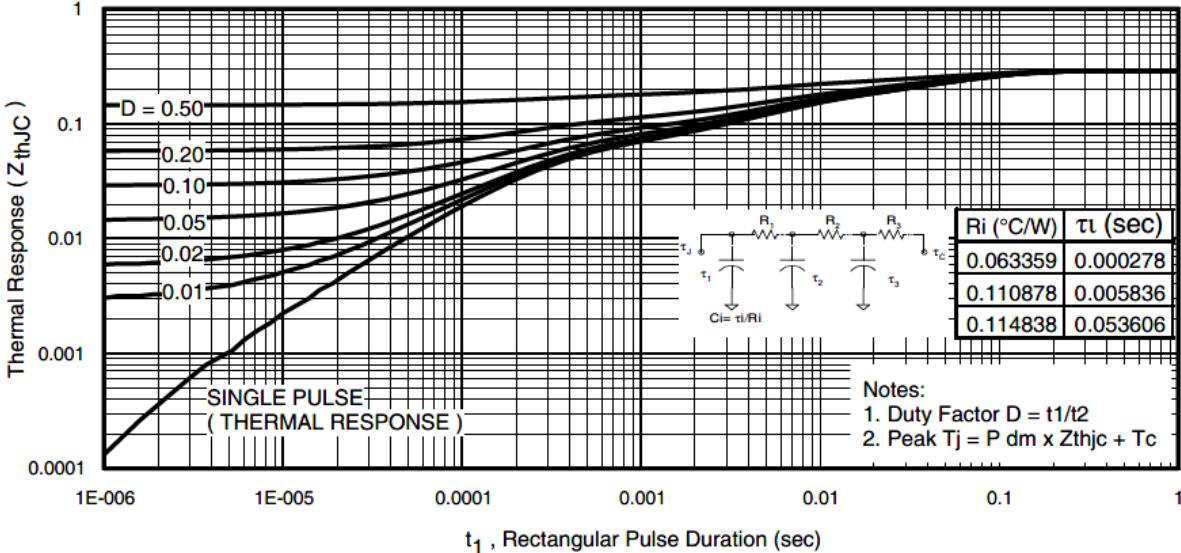 Thermal Response ( Z thJC )
1
0.1
0.01
0.001
0.0001
D = 0.50
0.20
0.10
0.05
0.02
0.01
SINGLE PULSE
( THERMAL RESPONSE )
R1 R2 R3
τJ τC
τ1 τ2 τ3
Ci= τi/Ri
Ri (°C/W) τι (sec)
0.063359 0.000278
0.110878 0.005836
0.114838 0.053606
Notes:
1. Duty Factor D = t1/t2
2. Peak Tj = P dm x Zthjc + Tc
1E-006 1E-005 0.0001 0.001 0.01 0.1 1
t1 , Rectangular Pulse Duration (sec)